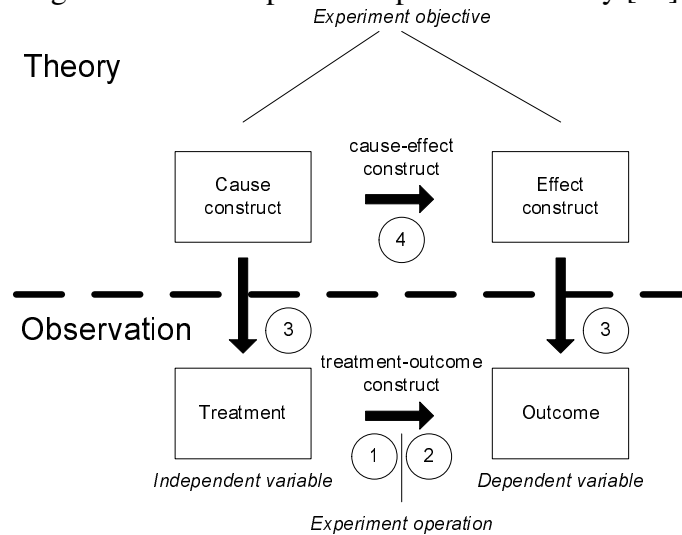 Experiment objective
Theory
cause-effect
construct
Cause
construct
Effect
construct
4
Observation
3
3
treatment-outcome
construct
Treatment
Outcome
1
2
Independent variable
Dependent variable
Experiment operation